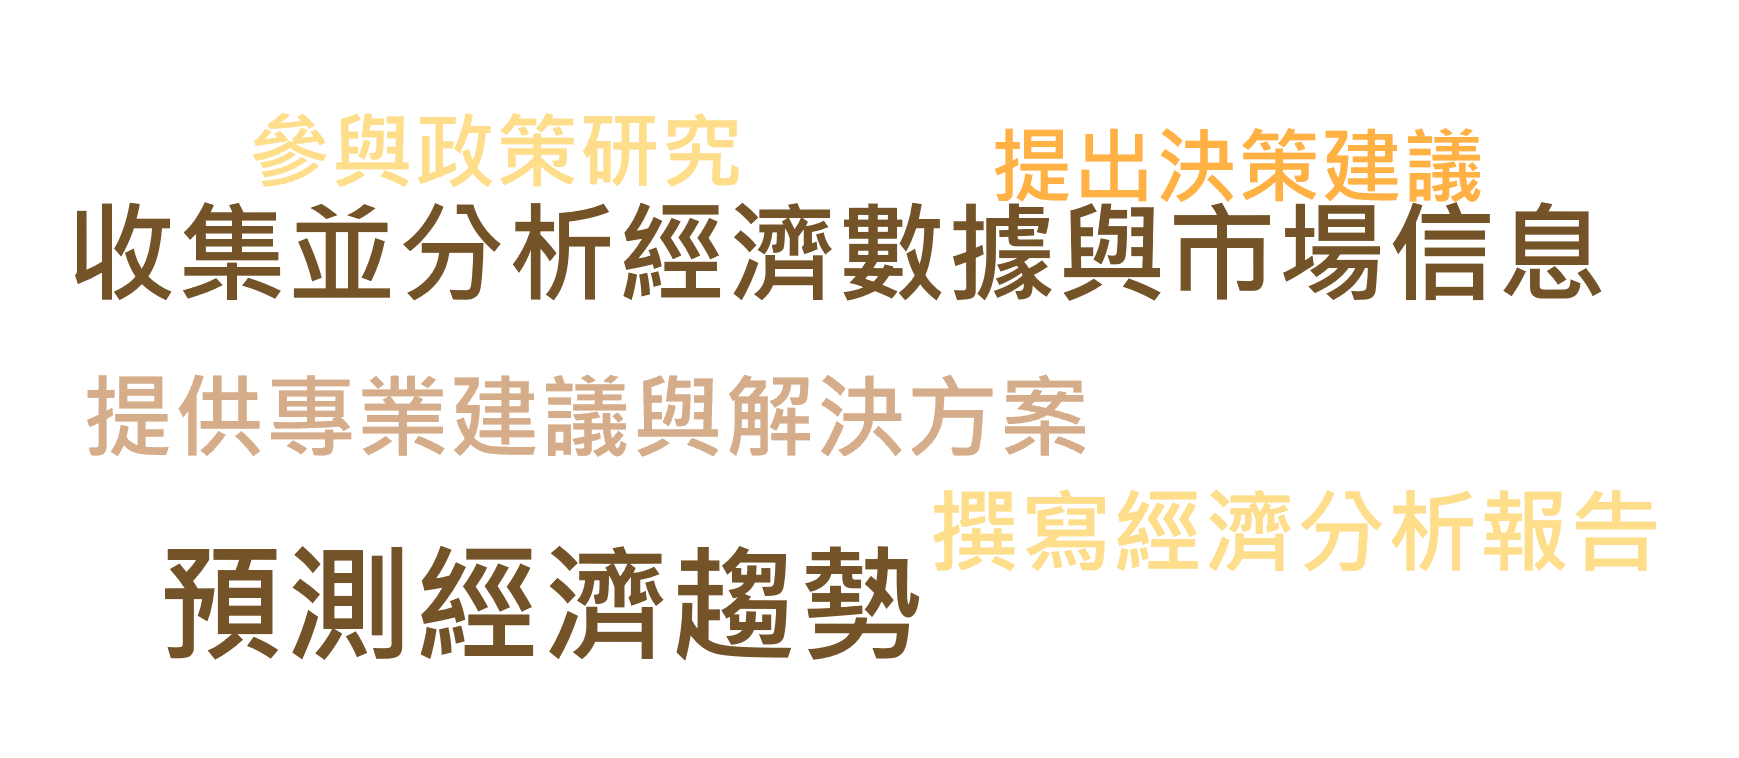 參與政策研究
提出決策建議
收集並分析經濟數據與市場信息
提供專業建議與解決方案
撰寫經濟分析報告
預測經濟趨勢